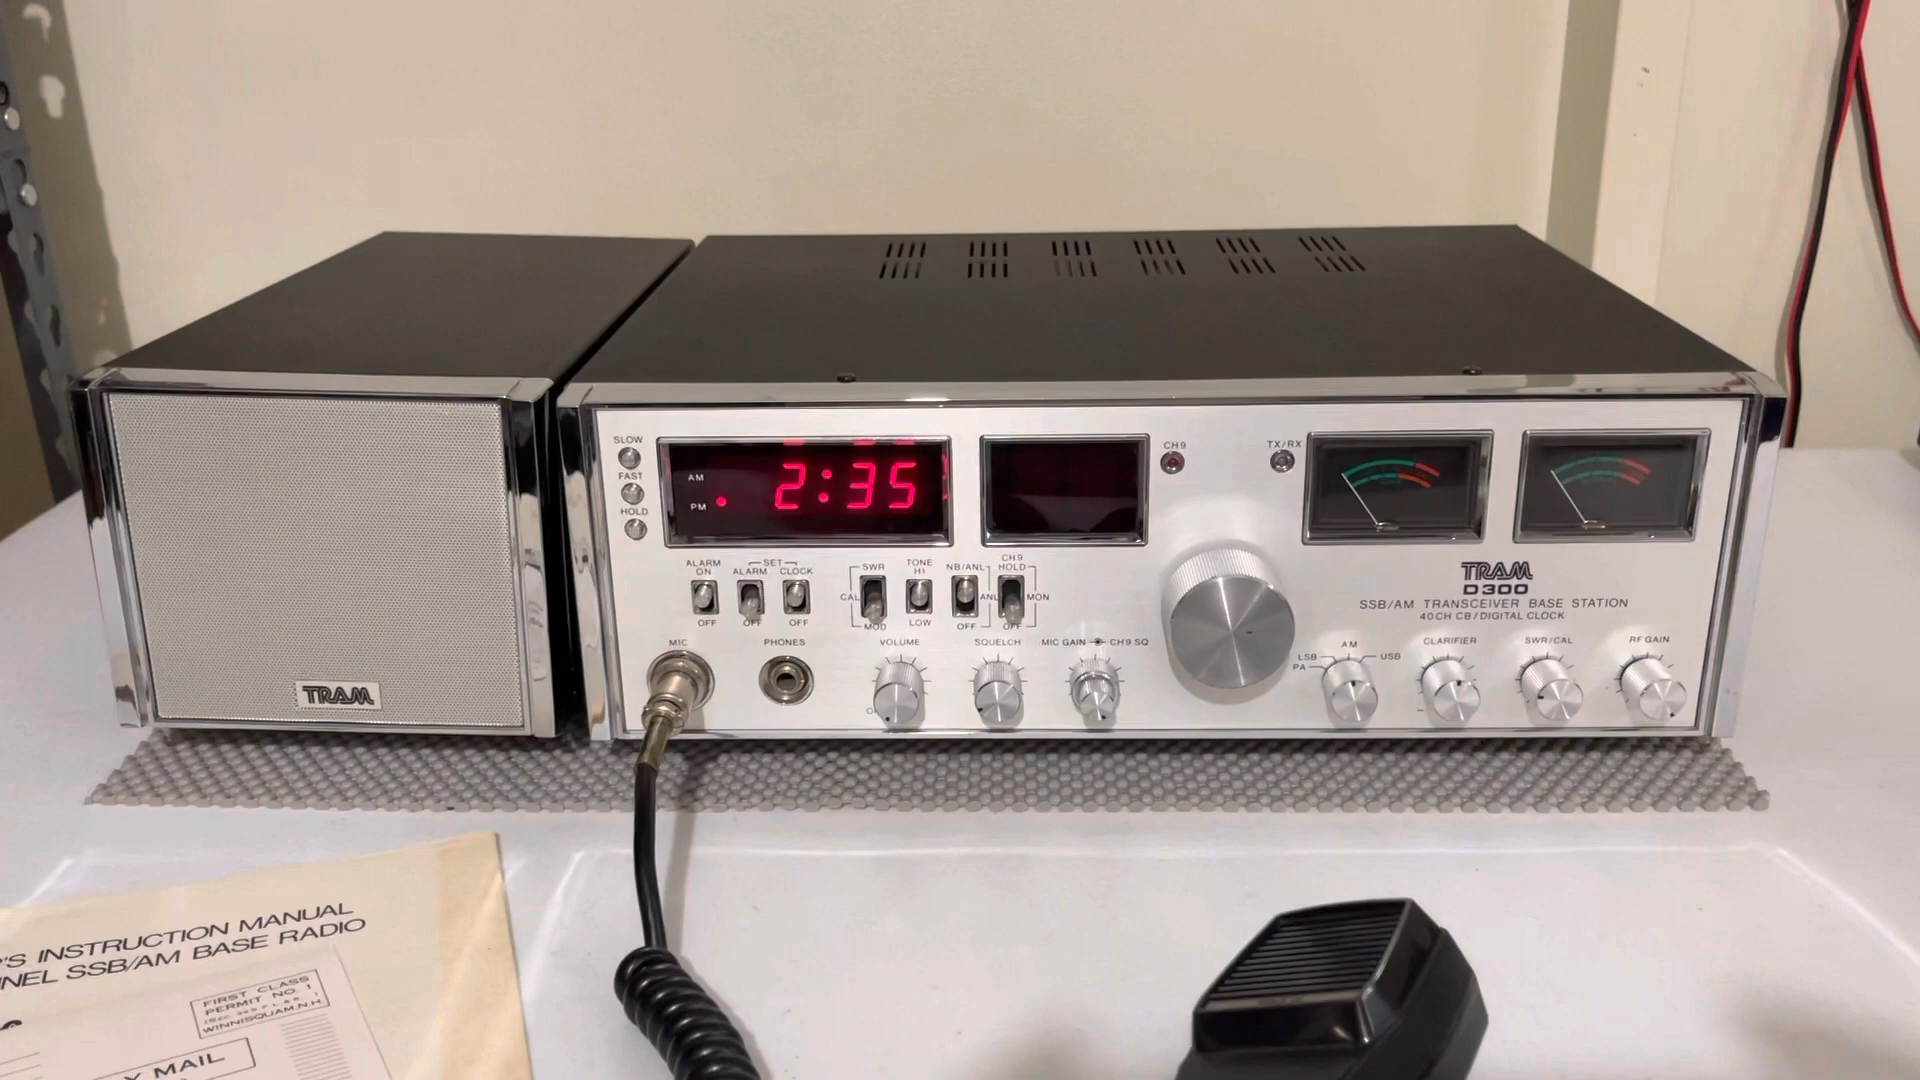 SLOW
FAST
HOLD
AM
PM
2:35
CH9
TX/RX
ALARM
ON
OFF
SET
ALARM
CLOCK
OFF
OFF
SWR
CAL
MOD
TONE
HI
LOW
NB/ANL
ANL
OFF
CH9
HOLD
MON
OFF
TRAM
D300
SSB/AM TRANSCEIVER BASE STATION
40CH CB/DIGITAL CLOCK
MIC
PHONES
VOLUME
SQUELCH
MIC GAIN
CH9 SQ
LSB
AM
USB
PA
CLARIFIER
SWR/CAL
RF GAIN
TRAM
'S INSTRUCTION MANUAL
NEL SSB/AM BASE RADIO
FIRST CLASS
PERMIT NO. 1
WINNISQUAM, N.H.
Y MAIL